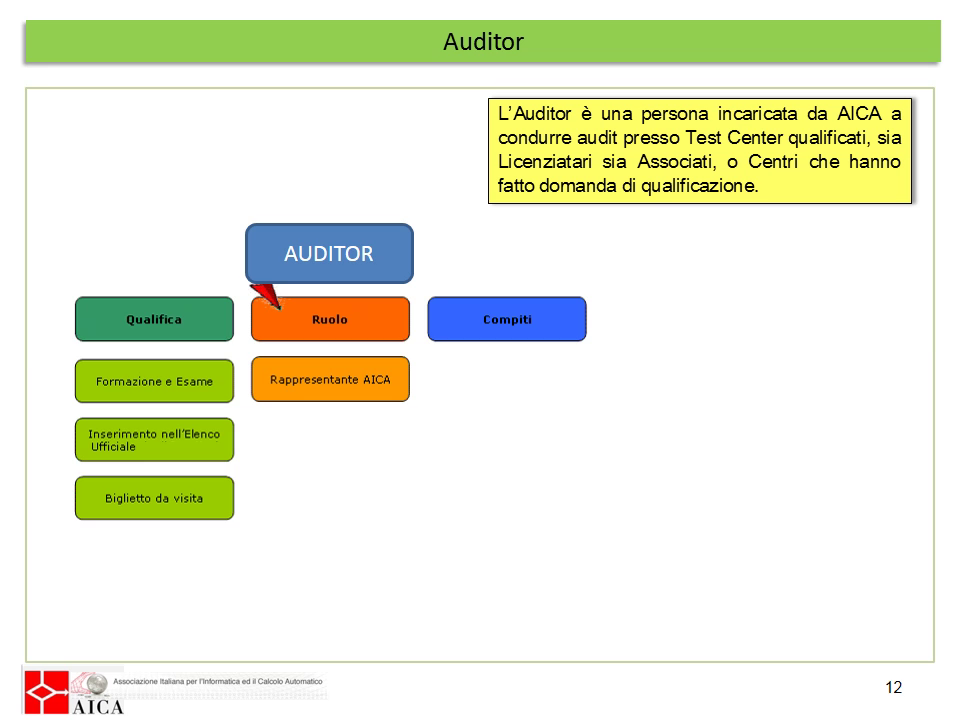 Auditor
L’Auditor è una persona incaricata da AICA a
condurre audit presso Test Center qualificati, sia
Licenziatari sia Associati, o Centri che hanno
fatto domanda di qualificazione.
AUDITOR
Qualifica
Ruolo
Compiti
Formazione e Esame
Rappresentante AICA
Inserimento nell’Elenco
Ufficiale
Biglietto da visita
Associazione Italiana per l'Informatica ed il Calcolo Automatico
AICA
12